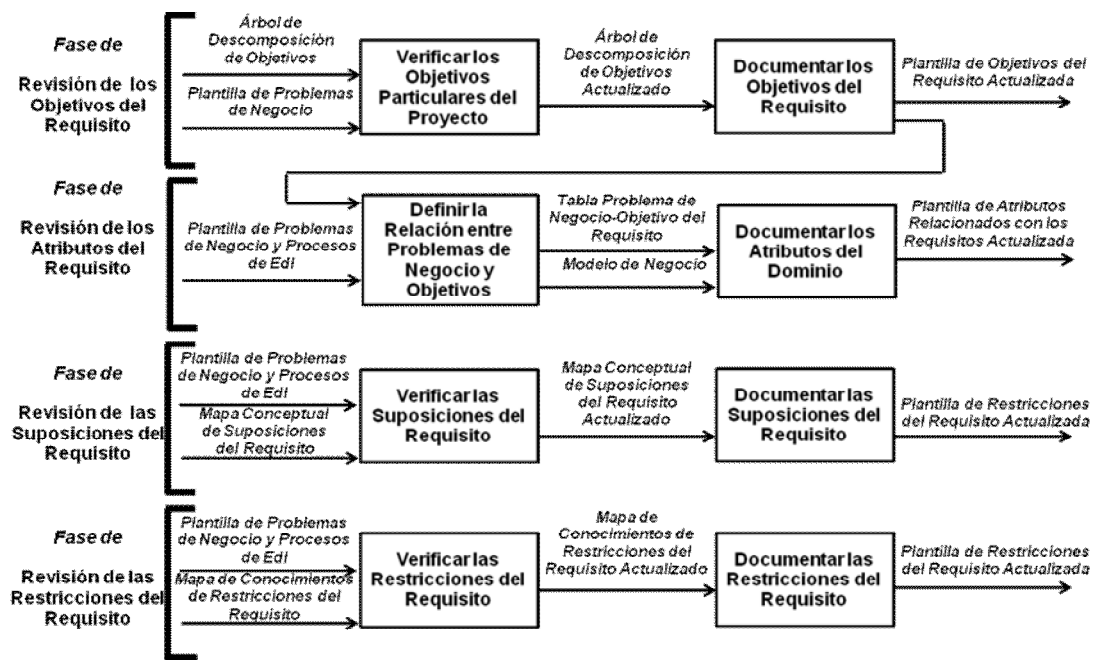 Fase de
Revisión de los
Objetivos del
Requisito
Árbol de
Descomposición
de Objetivos
Plantilla de Problemas
de Negocio
Verificar los
Objetivos
Particulares del
Proyecto
Árbol de
Descomposición
de Objetivos
Actualizado
Documentar los
Objetivos del
Requisito
Plantilla de Objetivos del
Requisito Actualizada
Fase de
Revisión de los
Atributos del
Requisito
Plantilla de Problemas
de Negocio y Procesos
de EdI
Definir la
Relación entre
Problemas de
Negocio y
Objetivos
Tabla Problema de
Negocio-Objetivo del
Requisito
Modelo de Negocio
Documentar los
Atributos del
Dominio
Plantilla de Atributos
Relacionados con los
Requisitos Actualizada
Fase de
Revisión de las
Suposiciones del
Requisito
Plantilla de Problemas
de Negocio y Procesos
de EdI
Mapa Conceptual
de Suposiciones
del Requisito
Verificar las
Suposiciones del
Requisito
Mapa Conceptual
de Suposiciones
del Requisito
Actualizado
Documentar las
Suposiciones del
Requisito
Plantilla de Restricciones
del Requisito Actualizada
Fase de
Revisión de las
Restricciones del
Requisito
Plantilla de Problemas
de Negocio y Procesos
de EdI
Mapa de Conocimientos
de Restricciones del
Requisito
Verificar las
Restricciones del
Requisito
Mapa de
Conocimientos de
Restricciones del
Requisito Actualizado
Documentar las
Restricciones del
Requisito
Plantilla de Restricciones
del Requisito Actualizada